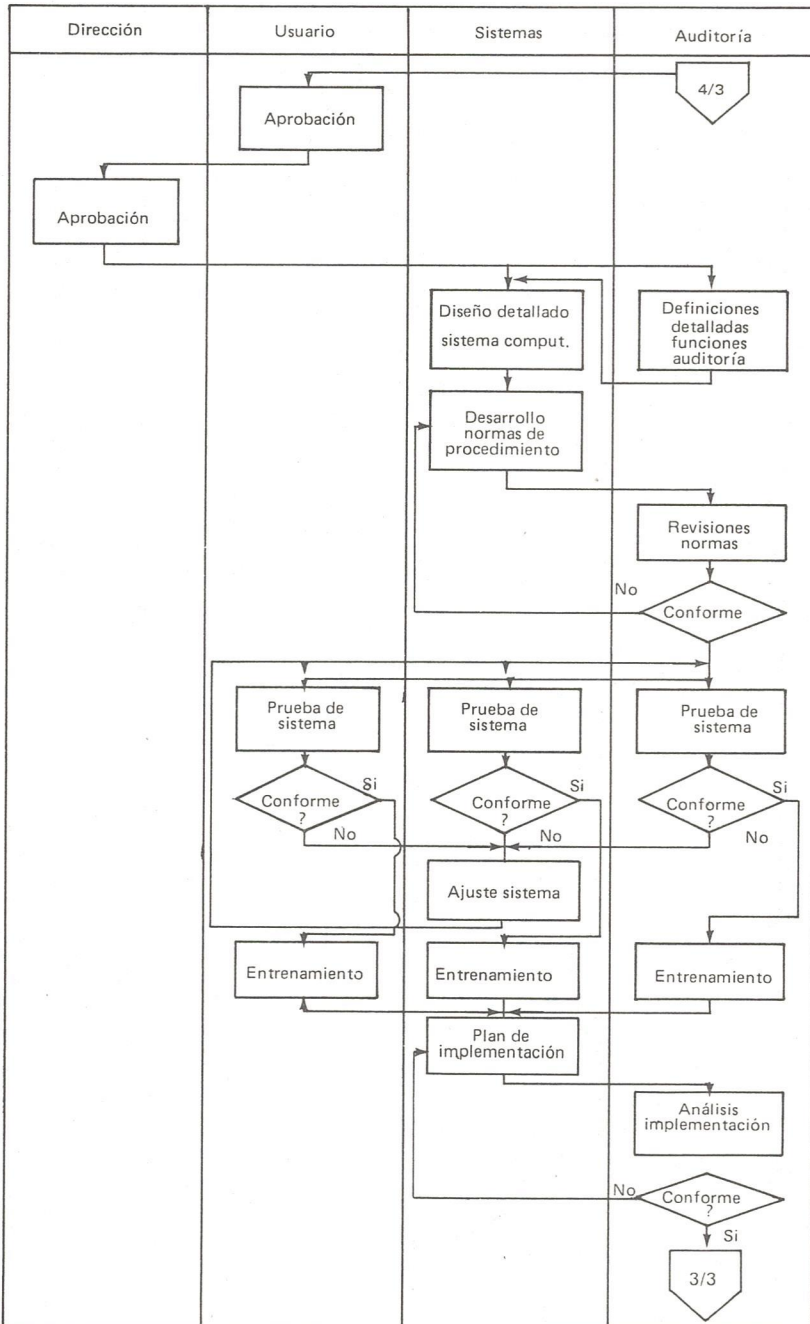 Dirección
Usuario
Sistemas
Auditoría
4/3
Aprobación
Aprobación
Diseño detallado
sistema comput.
Definiciones
detalladas
funciones
auditoría
Desarrollo
normas de
procedimiento
Revisiones
normas
No
Conforme
Prueba de
sistema
Prueba de
sistema
Prueba de
sistema
Si
Conforme
?
No
Si
Conforme
?
No
Si
Conforme
?
No
Ajuste sistema
Entrenamiento
Entrenamiento
Entrenamiento
Plan de
implementación
Análisis
implementación
No
Conforme
?
Si
3/3